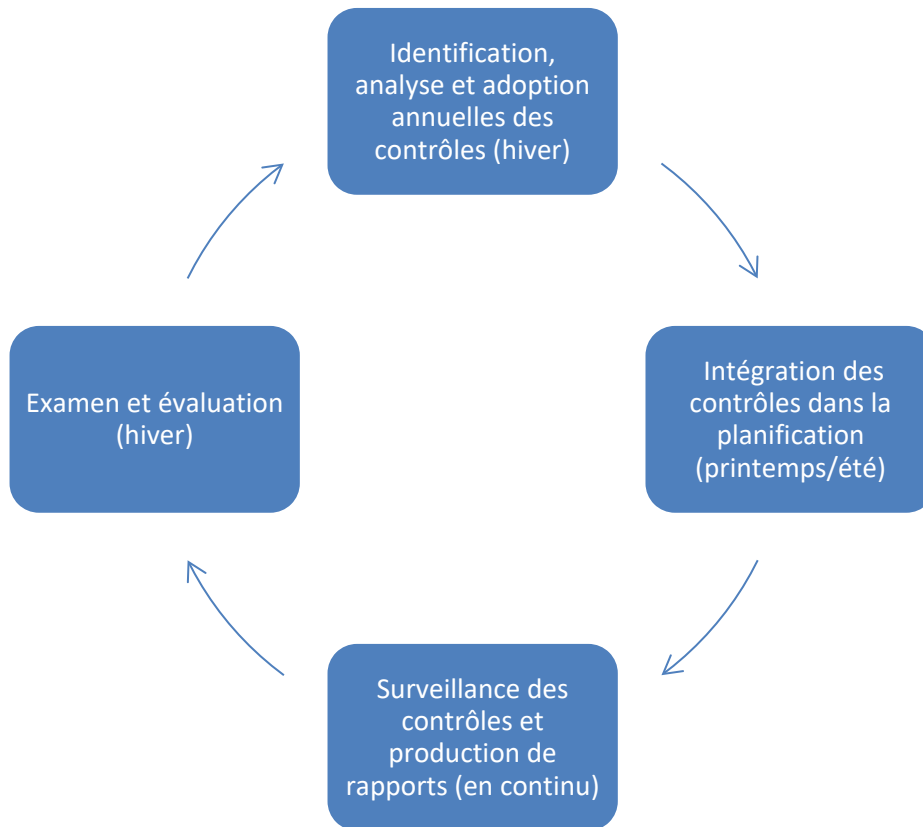 Identification,
analyse et adoption
annuelles des
contrôles (hiver)
Intégration des
contrôles dans la
planification
(printemps/été)
Surveillance des
contrôles et
production de
rapports (en continu)
Examen et évaluation
(hiver)